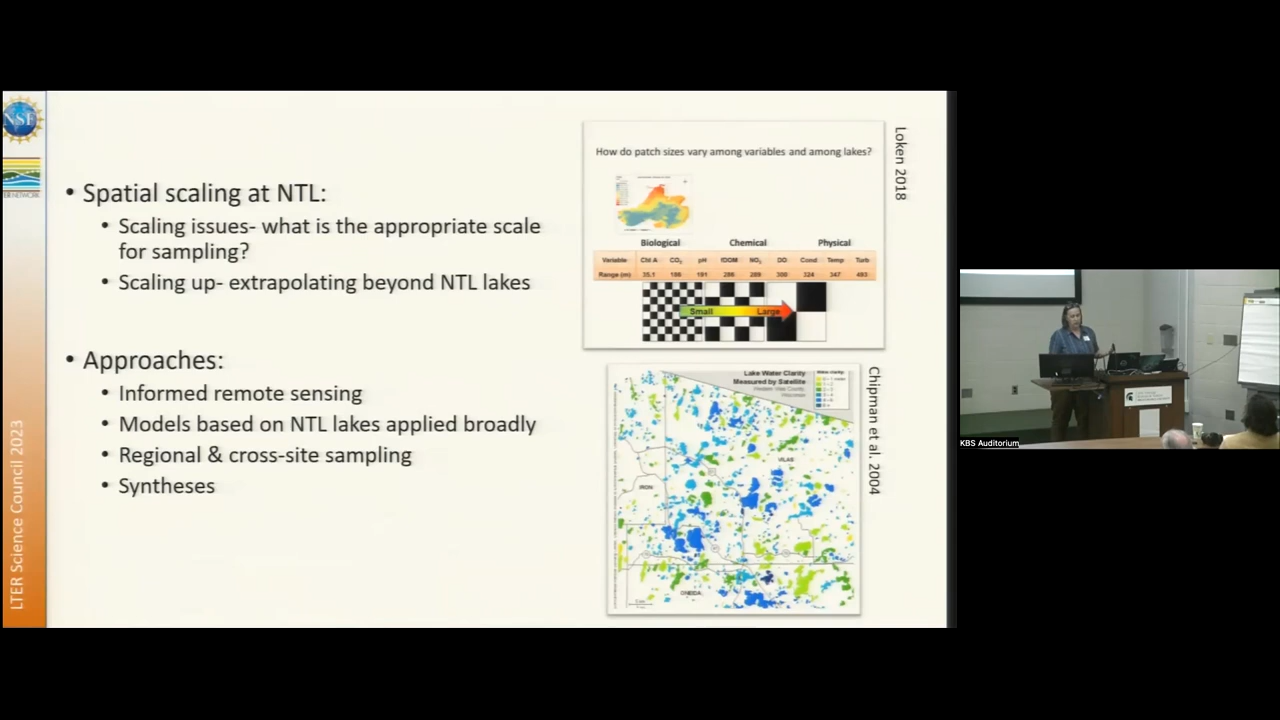 NSF
LTER Science Council 2023
• Spatial scaling at NTL:
• Scaling issues- what is the appropriate scale
for sampling?
• Scaling up- extrapolating beyond NTL lakes
• Approaches:
• Informed remote sensing
• Models based on NTL lakes applied broadly
• Regional & cross-site sampling
• Syntheses
How do patch sizes vary among variables and among lakes?
Biological Chemical Physical
Variable Chl A CO₂ pH fDOM NO₃ DO Cond Temp Turb
Range (m) 35.1 186 191 286 289 300 324 347 493
Small Large
Loken 2018
Lake Water Clarity
Measured by Satellite
VILAS
IRON
ONEIDA
Chipman et al. 2004
KBS Auditorium